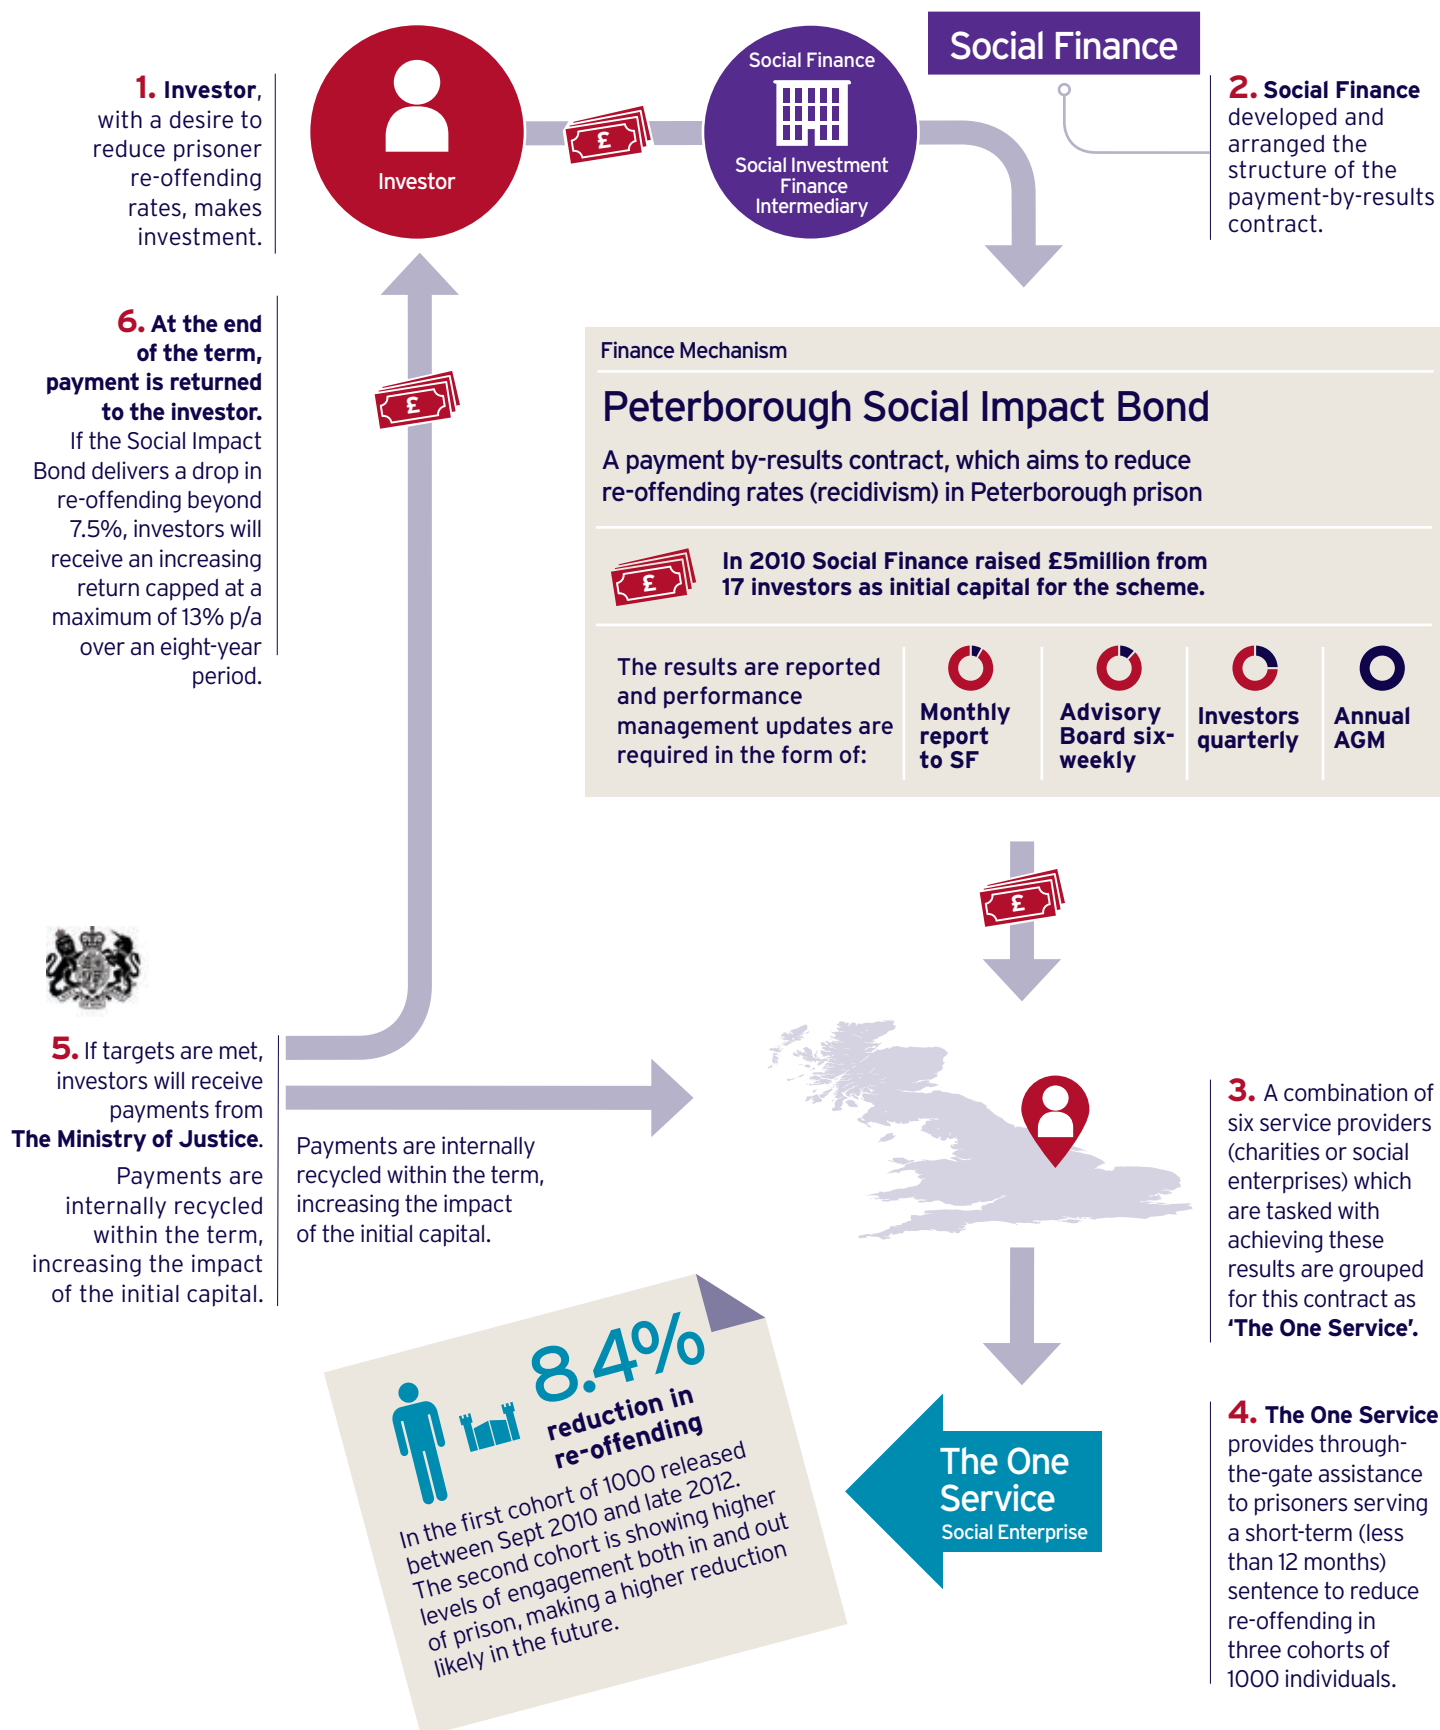 Social Finance
1. Investor,
with a desire to
reduce prisoner
re-offending
rates, makes
investment.
Investor
£
Social Finance
Social Investment
Finance
Intermediary
2. Social Finance
developed and
arranged the
structure of the
payment-by-results
contract.
6. At the end
of the term,
payment is returned
to the investor.
If the Social Impact
Bond delivers a drop in
re-offending beyond
7.5%, investors will
receive an increasing
return capped at a
maximum of 13% p/a
over an eight-year
period.
£
Finance Mechanism
Peterborough Social Impact Bond
A payment by-results contract, which aims to reduce
re-offending rates (recidivism) in Peterborough prison
£
In 2010 Social Finance raised £5million from
17 investors as initial capital for the scheme.
The results are reported
and performance
management updates are
required in the form of:
Monthly
report
to SF
Advisory
Board six-
weekly
Investors
quarterly
Annual
AGM
£
5. If targets are met,
investors will receive
payments from
The Ministry of Justice.
Payments are
internally recycled
within the term,
increasing the impact
of the initial capital.
Payments are internally
recycled within the term,
increasing the impact
of the initial capital.
3. A combination of
six service providers
(charities or social
enterprises) which
are tasked with
achieving these
results are grouped
for this contract as
‘The One Service’.
4. The One Service
provides through-
the-gate assistance
to prisoners serving
a short-term (less
than 12 months)
sentence to reduce
re-offending in
three cohorts of
1000 individuals.
The One
Service
Social Enterprise
8.4%
reduction in
re-offending
In the first cohort of 1000 released
between Sept 2010 and late 2012.
The second cohort is showing higher
levels of engagement both in and out
of prison, making a higher reduction
likely in the future.